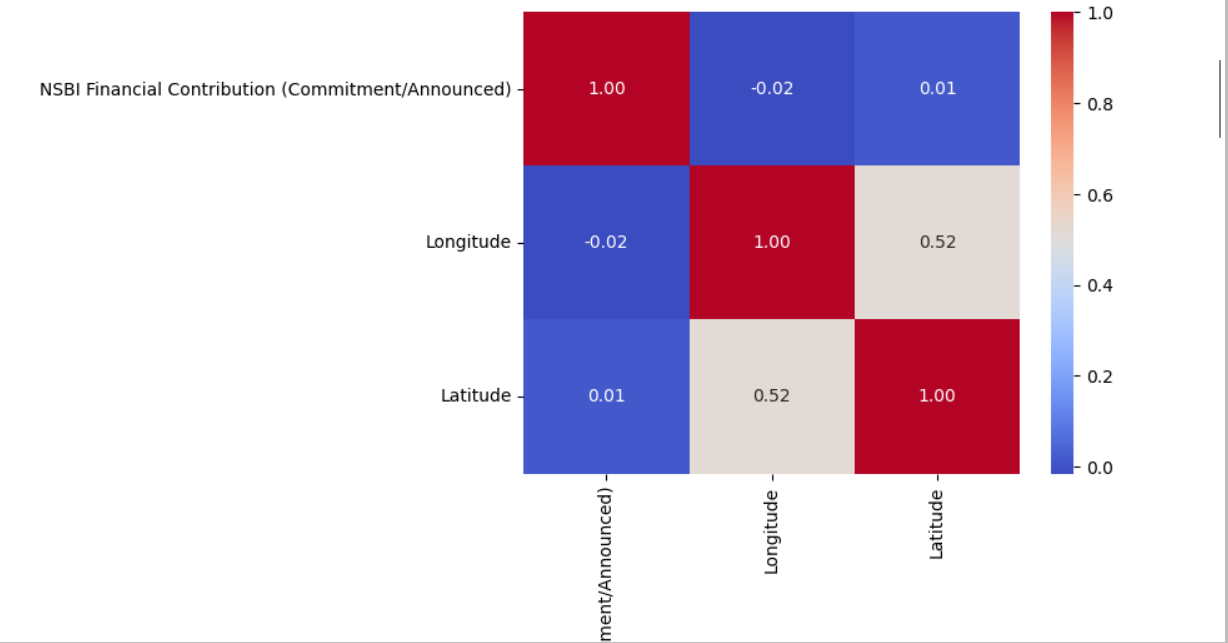 1.0
NSBI Financial Contribution (Commitment/Announced)
1.00
-0.02
0.01
0.8
0.6
Longitude
-0.02
1.00
0.52
0.4
0.2
Latitude
0.01
0.52
1.00
0.0
ment/Announced)
Longitude
Latitude